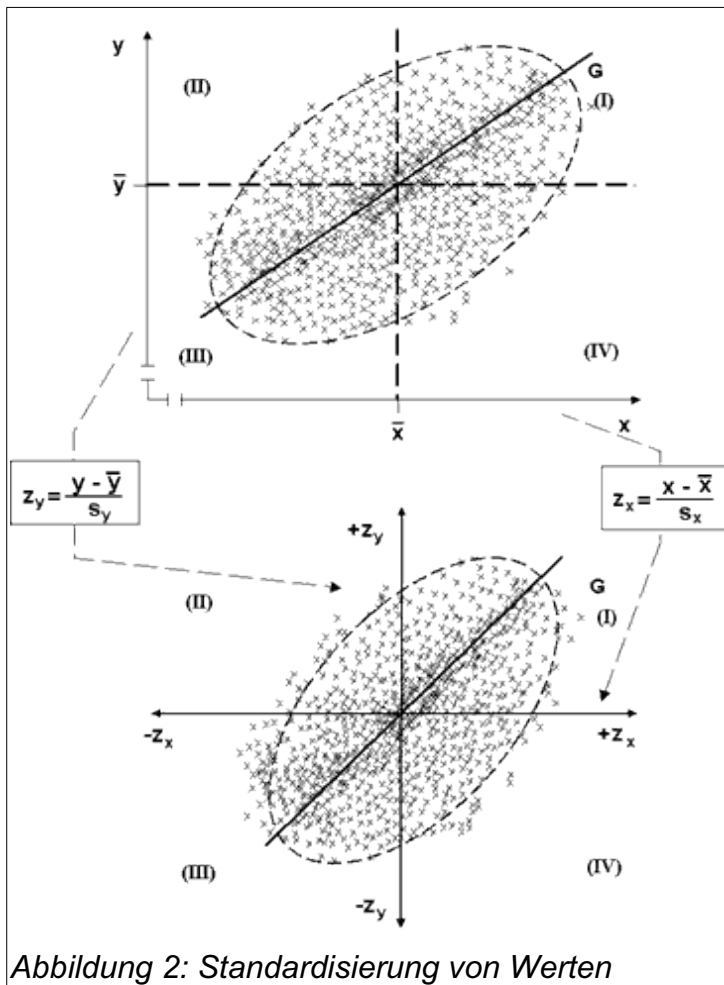 y
(II)
G
(I)
y̅
(III)
(IV)
x̅
x
z_y = (y - y̅) / s_y
z_x = (x - x̅) / s_x
+z_y
(II)
G
(I)
-z_x
+z_x
(III)
(IV)
-z_y
Abbildung 2: Standardisierung von Werten